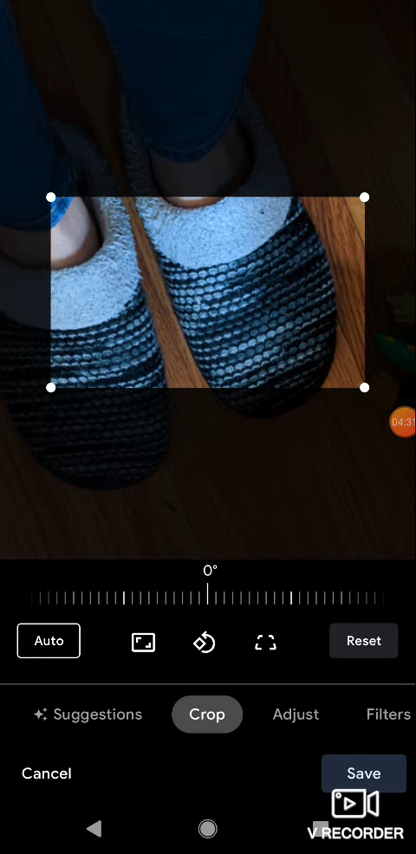 04:31
0°
Auto
Reset
Suggestions
Crop
Adjust
Filters
Cancel
Save
V RECORDER